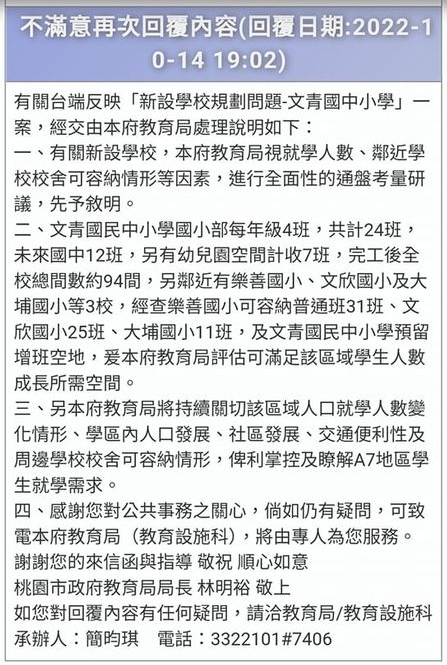 不滿意再次回覆內容(回覆日期:2022-1
0-14 19:02)
有關台端反映「新設學校規劃問題-文青國中小學」一
案，經交由本府教育局處理說明如下：
一、有關新設學校，本府教育局視就學人數、鄰近學
校校舍可容納情形等因素，進行全面性的通盤考量研
議，先予敘明。
二、文青國民中小學國小部每年級4班，共計24班，
未來國中12班，另有幼兒園空間計收7班，完工後全
校總間數約94間，另鄰近有樂善國小、文欣國小及大
埔國小等3校，經查樂善國小可容納普通班31班、文
欣國小25班、大埔國小11班，及文青國民中小學預留
增班空地，爰本府教育局評估可滿足該區域學生人數
成長所需空間。
三、另本府教育局將持續關切該區域人口就學人數變
化情形、學區內人口發展、社區發展、交通便利性及
周邊學校校舍可容納情形，俾利掌控及瞭解A7地區學
生就學需求。
四、感謝您對公共事務之關心，倘如仍有疑問，可致
電本府教育局（教育設施科），將由專人為您服務。
謝謝您的來信函與指導 敬祝 順心如意
桃園市政府教育局局長 林明裕 敬上
如您對回覆內容有任何疑問，請洽教育局/教育設施科
承辦人：簡昀琪　電話：3322101#7406